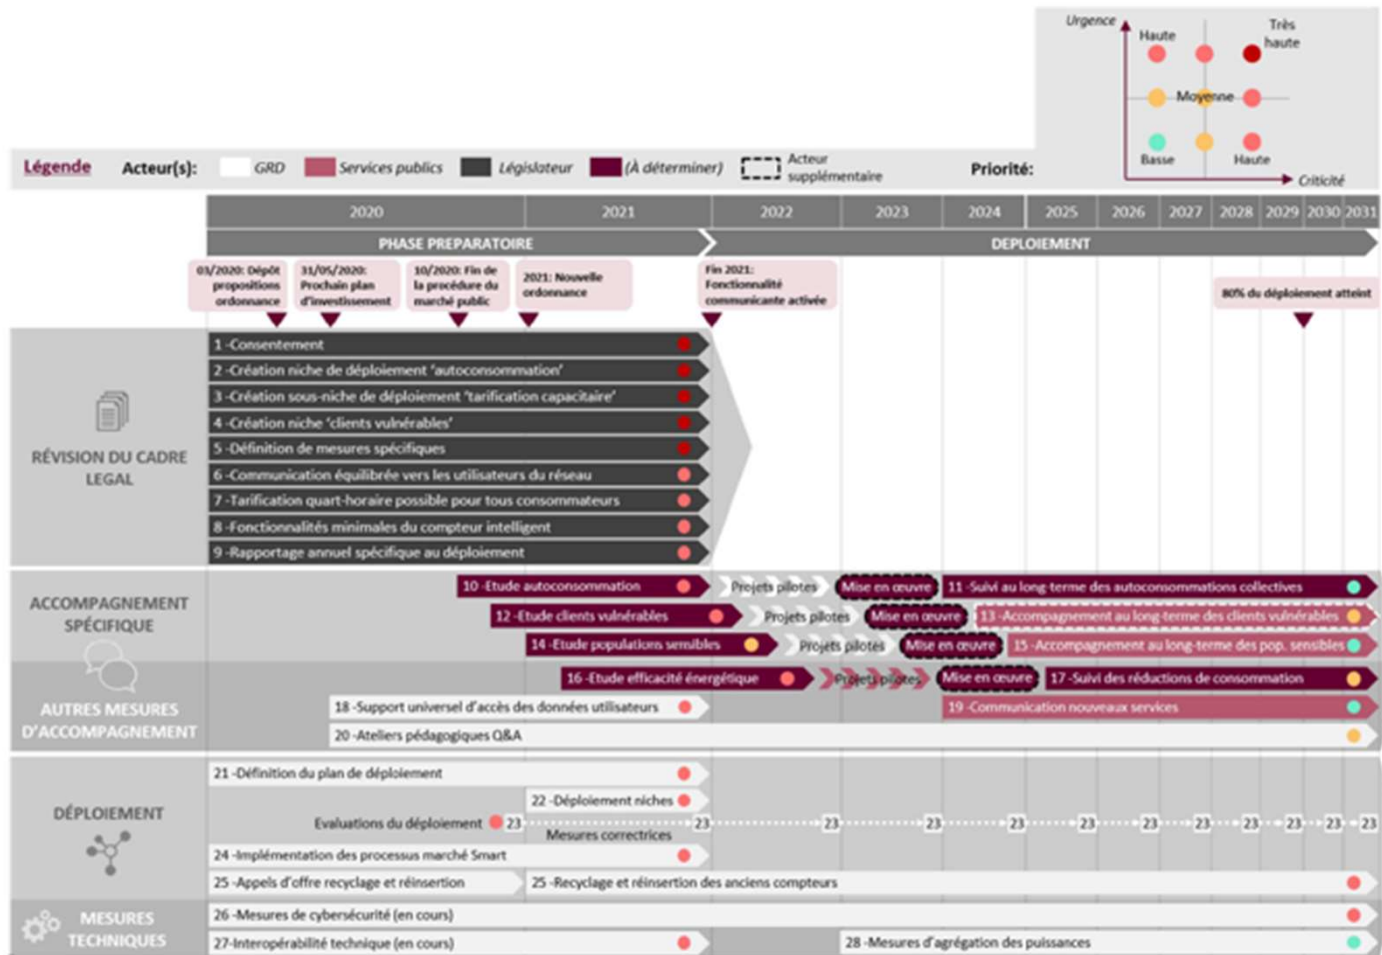 Urgence
Haute
Très
haute
Moyenne
Basse
Haute
Criticité
Légende
Acteur(s):
GRD
Services publics
Législateur
(À déterminer)
Acteur
supplémentaire
Priorité:
2020 2021 2022 2023 2024 2025 2026 2027 2028 2029 2030 2031
PHASE PREPARATOIRE
DEPLOIEMENT
03/2020: Dépôt
propositions
ordonnance
31/05/2020:
Prochain plan
d'investissement
10/2020: Fin de
la procédure du
marché public
2021: Nouvelle
ordonnance
Fin 2021:
Fonctionnalité
communicante activée
80% du déploiement atteint
RÉVISION DU CADRE
LEGAL
1 -Consentement
2 -Création niche de déploiement 'autoconsommation'
3 -Création sous-niche de déploiement 'tarification capacitaire'
4 -Création niche 'clients vulnérables'
5 -Définition de mesures spécifiques
6 -Communication équilibrée vers les utilisateurs du réseau
7 -Tarification quart-horaire possible pour tous consommateurs
8 -Fonctionnalités minimales du compteur intelligent
9 -Rapportage annuel spécifique au déploiement
ACCOMPAGNEMENT
SPÉCIFIQUE
10 -Etude autoconsommation
Projets pilotes
Mise en œuvre
11 -Suivi au long-terme des autoconsommations collectives
12 -Etude clients vulnérables
Projets pilotes
Mise en œuvre
13 -Accompagnement au long-terme des clients vulnérables
14 -Etude populations sensibles
Projets pilotes
Mise en œuvre
15 -Accompagnement au long-terme des pop. sensibles
AUTRES MESURES
D'ACCOMPAGNEMENT
16 -Etude efficacité énergétique
Projets pilotes
Mise en œuvre
17 -Suivi des réductions de consommation
18 -Support universel d'accès des données utilisateurs
19 -Communication nouveaux services
20 -Ateliers pédagogiques Q&A
DÉPLOIEMENT
21 -Définition du plan de déploiement
22 -Déploiement niches
Evaluations du déploiement
23 23 23 23 23 23 23 23 23 23 23 23
Mesures correctrices
24 -Implémentation des processus marché Smart
25 -Appels d'offre recyclage et réinsertion
25 -Recyclage et réinsertion des anciens compteurs
MESURES
TECHNIQUES
26 -Mesures de cybersécurité (en cours)
27-Interopérabilité technique (en cours)
28 -Mesures d'agrégation des puissances